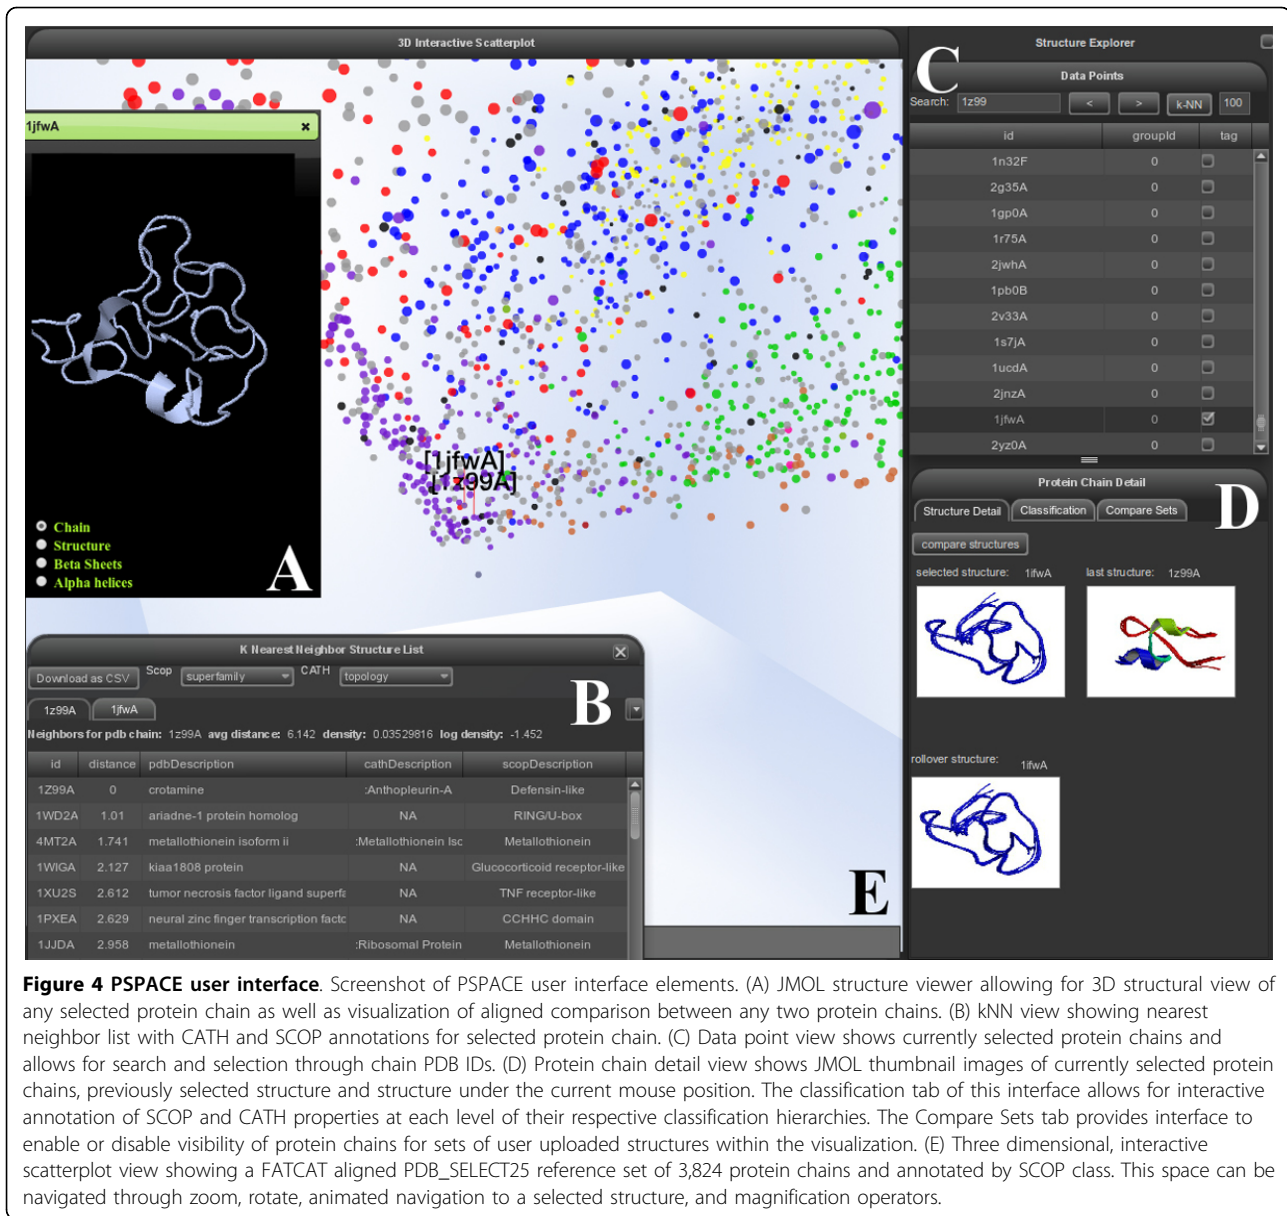 3D Interactive Scatterplot
1jfwA
×
Chain
Structure
Beta Sheets
Alpha helices
A
[1jfwA]
[1z99A]
K Nearest Neighbor Structure List
Download as CSV Scop superfamily CATH topology
B
1z99A 1jfwA
Neighbors for pdb chain: 1z99A avg distance: 6.142 density: 0.03529816 log density: -1.452
id distance pdbDescription cathDescription scopDescription
1Z99A 0 crotamine :Anthopleurin-A Defensin-like
1WD2A 1.01 ariadne-1 protein homolog NA RING/U-box
4MT2A 1.741 metallothionein isoform ii :Metallothionein Isc Metallothionein
1WIGA 2.127 kiaa1808 protein NA Glucocorticoid receptor-like
1XU2S 2.612 tumor necrosis factor ligand superfa NA TNF receptor-like
1PXEA 2.629 neural zinc finger transcription factc NA CCHHC domain
1JJDA 2.958 metallothionein :Ribosomal Protein Metallothionein
E
C
Structure Explorer
Data Points
Search: 1z99 < > k-NN 100
id groupId tag
1n32F 0
2g35A 0
1gp0A 0
1r75A 0
2jwhA 0
1pb0B 0
2v33A 0
1s7jA 0
1ucdA 0
2jnzA 0
1jfwA 0
2yz0A 0
Protein Chain Detail
D
Structure Detail Classification Compare Sets
compare structures
selected structure: 1jfwA last structure: 1z99A
rollover structure: 1jfwA
Figure 4 PSPACE user interface. Screenshot of PSPACE user interface elements. (A) JMOL structure viewer allowing for 3D structural view of
any selected protein chain as well as visualization of aligned comparison between any two protein chains. (B) kNN view showing nearest
neighbor list with CATH and SCOP annotations for selected protein chain. (C) Data point view shows currently selected protein chains and
allows for search and selection through chain PDB IDs. (D) Protein chain detail view shows JMOL thumbnail images of currently selected protein
chains, previously selected structure and structure under the current mouse position. The classification tab of this interface allows for interactive
annotation of SCOP and CATH properties at each level of their respective classification hierarchies. The Compare Sets tab provides interface to
enable or disable visibility of protein chains for sets of user uploaded structures within the visualization. (E) Three dimensional, interactive
scatterplot view showing a FATCAT aligned PDB_SELECT25 reference set of 3,824 protein chains and annotated by SCOP class. This space can be
navigated through zoom, rotate, animated navigation to a selected structure, and magnification operators.